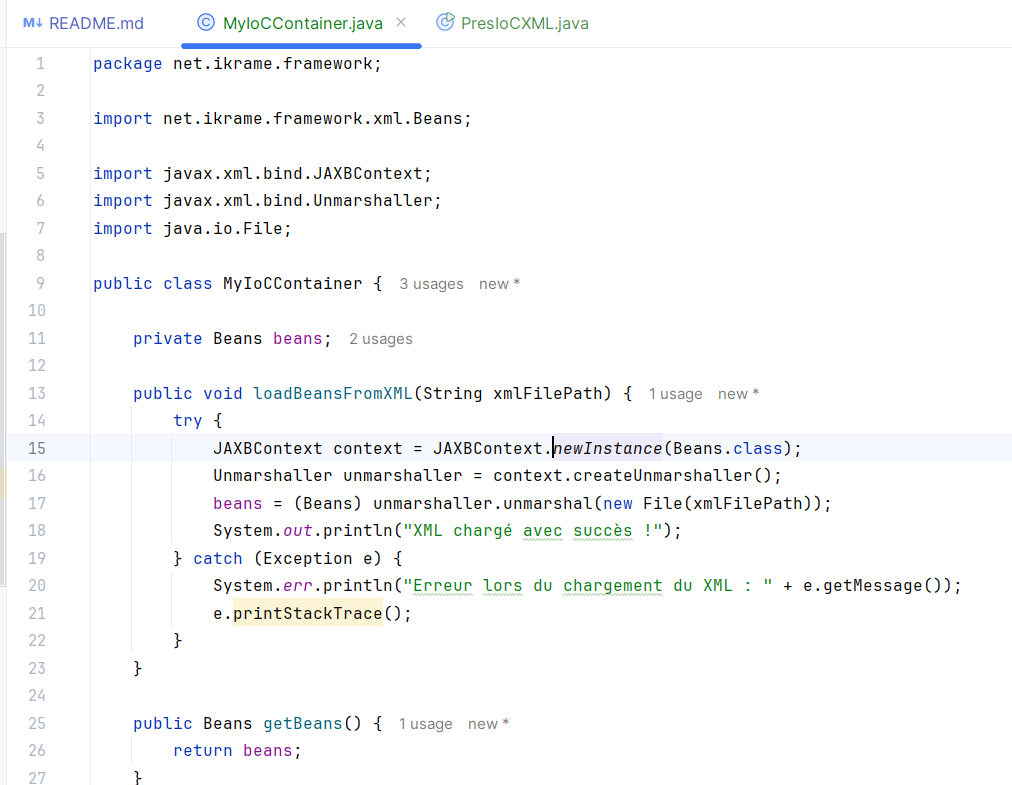 M↓ README.md
MyIoCContainer.java
PresIoCXML.java
1 package net.ikrame.framework;
2
3 import net.ikrame.framework.xml.Beans;
4
5 import javax.xml.bind.JAXBContext;
6 import javax.xml.bind.Unmarshaller;
7 import java.io.File;
8
9 public class MyIoCContainer { 3 usages new *
10
11 private Beans beans; 2 usages
12
13 public void loadBeansFromXML(String xmlFilePath) { 1 usage new *
14 try {
15 JAXBContext context = JAXBContext.newInstance(Beans.class);
16 Unmarshaller unmarshaller = context.createUnmarshaller();
17 beans = (Beans) unmarshaller.unmarshal(new File(xmlFilePath));
18 System.out.println("XML chargé avec succès !");
19 } catch (Exception e) {
20 System.err.println("Erreur lors du chargement du XML : " + e.getMessage());
21 e.printStackTrace();
22 }
23 }
24
25 public Beans getBeans() { 1 usage new *
26 return beans;
27 }